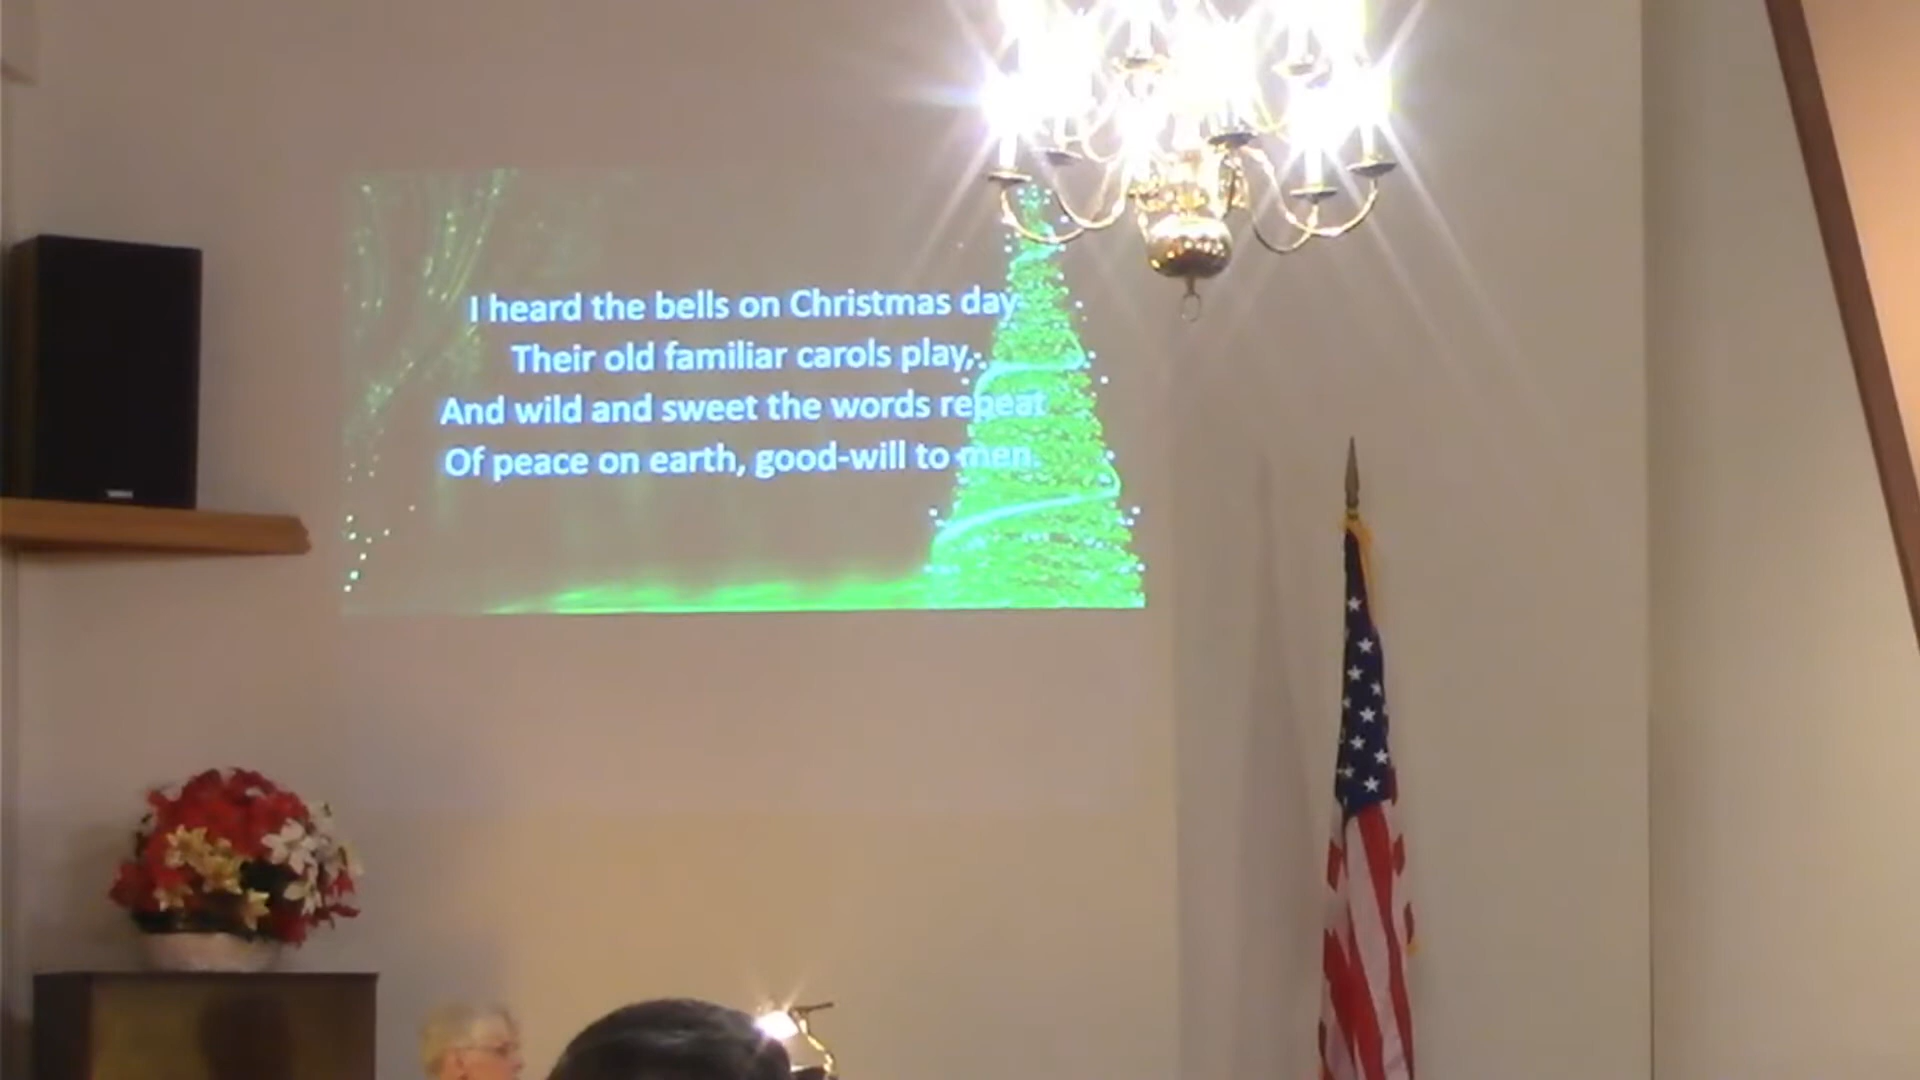 I heard the bells on Christmas day
Their old familiar carols play,
And wild and sweet the words repeat
Of peace on earth, good-will to men.